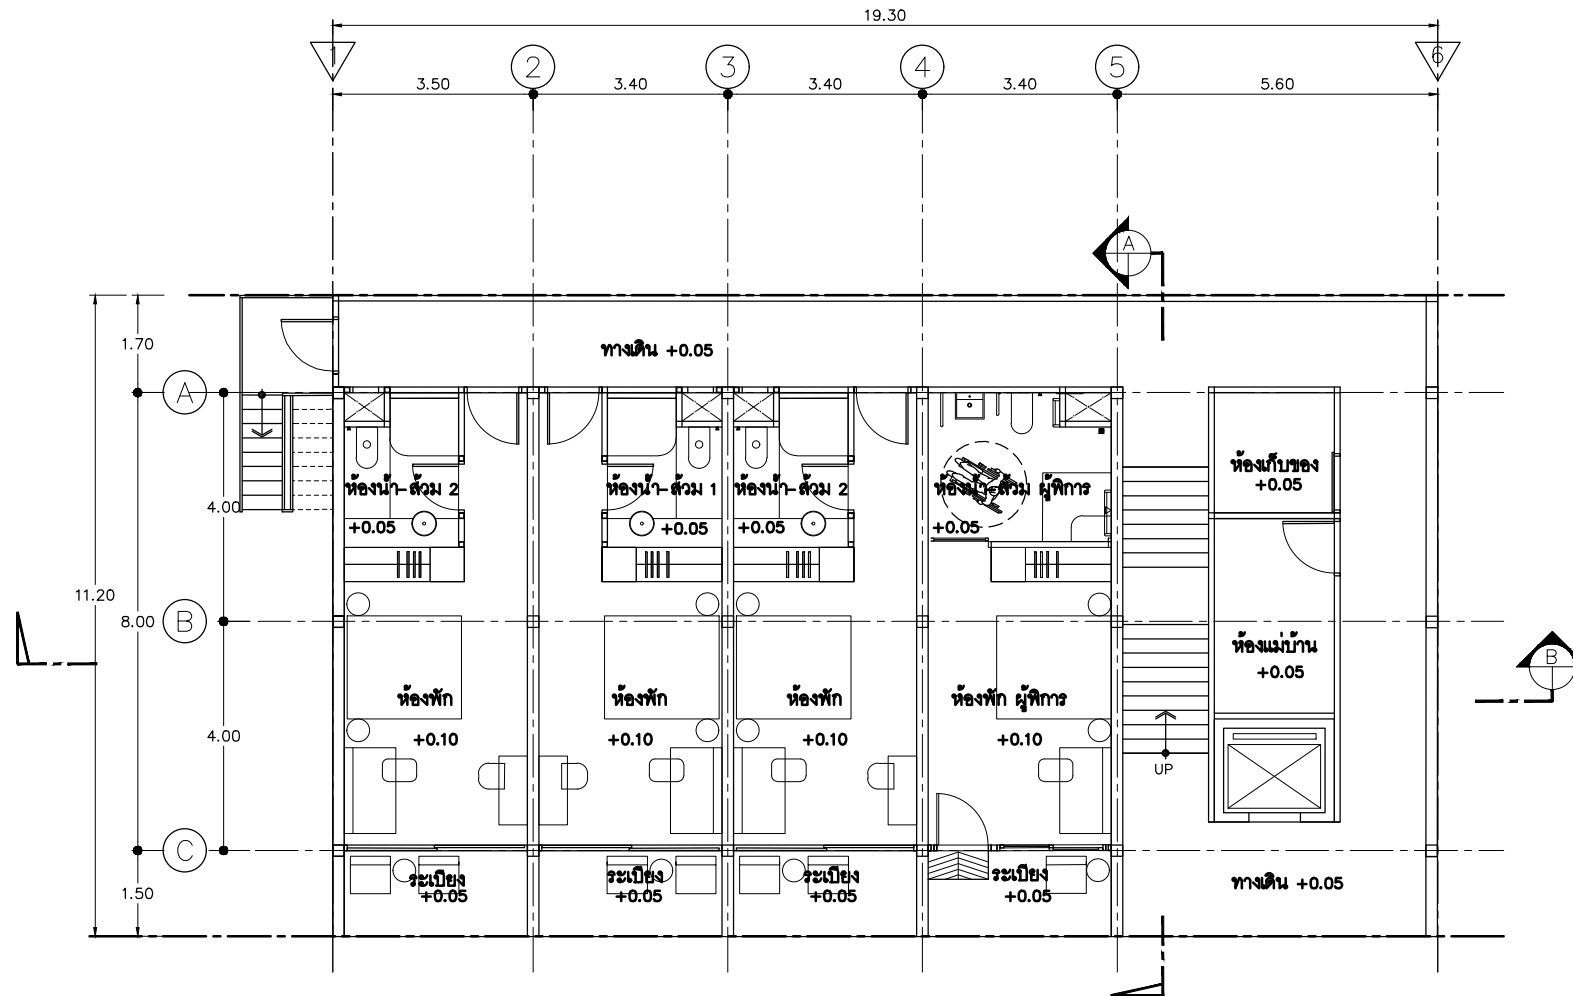 19.30
1
2
3
4
5
6
3.50
3.40
3.40
3.40
5.60
A
1.70
ทางเดิน +0.05
A
ห้องเก็บของ
+0.05
ห้องน้ำ-ส้วม 2
ห้องน้ำ-ส้วม 1
ห้องน้ำ-ส้วม 2
ห้องน้ำ-ส้วม ผู้พิการ
4.00
+0.05
+0.05
+0.05
+0.05
11.20
8.00
B
ห้องแม่บ้าน
+0.05
B
ห้องพัก
ห้องพัก
ห้องพัก
ห้องพัก ผู้พิการ
4.00
+0.10
+0.10
+0.10
+0.10
UP
C
ระเบียง
ระเบียง
ระเบียง
ระเบียง
1.50
+0.05
+0.05
+0.05
+0.05
ทางเดิน +0.05